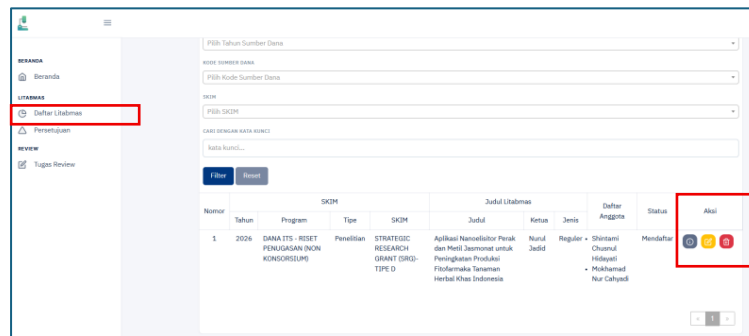 BERANDA
Beranda
LITABMAS
Daftar Litabmas
Persetujuan
REVIEW
Tugas Review
Pilih Tahun Sumber Dana
KODE SUMBER DANA
Pilih Kode Sumber Dana
SKIM
Pilih SKIM
CARI DENGAN KATA KUNCI
kata kunci...
Filter Reset
Nomor SKIM Judul Litabmas Daftar Anggota Status Aksi
Tahun Program Tipe SKIM Judul Ketua Jenis
1 2026 DANA ITS - RISET Penelitian STRATEGIC Aplikasi Nanoelisitor Perak Nurul Reguler • Shintami Mendaftar
PENUGASAN (NON RESEARCH dan Metil Jasmonat untuk Jadid Chusnul
KONSORSIUM) GRANT (SRG)- Peningkatan Produksi Hidayati
TYPE D Fitofarmaka Tanaman • Mokhamad
Herbal Khas Indonesia Nur Cahyadi
< 1 >